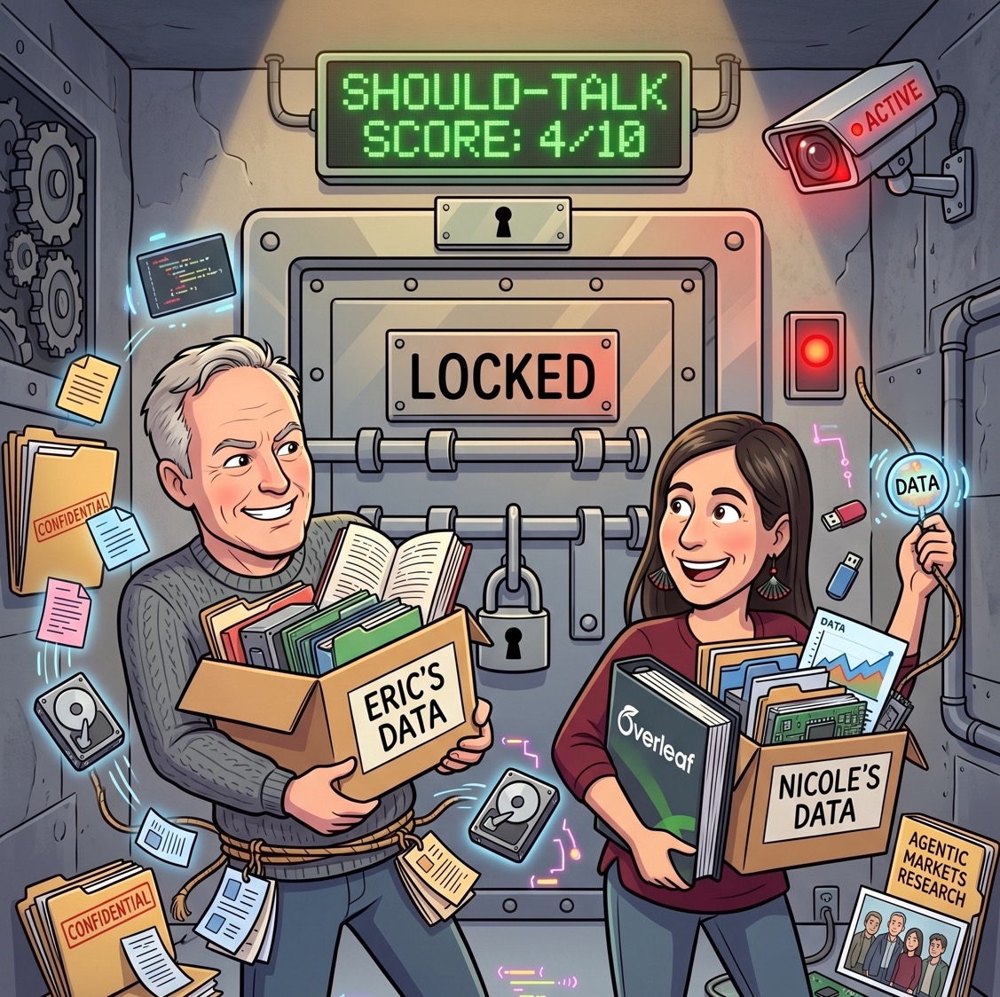 SHOULD-TALK
SCORE: 4/10
ACTIVE
LOCKED
CONFIDENTIAL
DATA
DATA
ERIC'S
DATA
Overleaf
NICOLE'S
DATA
AGENTIC
MARKETS
RESEARCH
CONFIDENTIAL